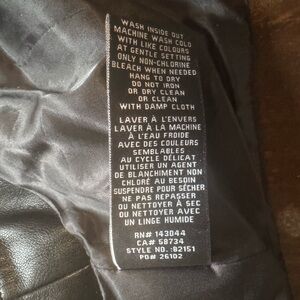 WASH INSIDE OUT
MACHINE WASH COLD
WITH LIKE COLOURS
AT GENTLE SETTING
ONLY NON-CHLORINE
BLEACH WHEN NEEDED
HANG TO DRY
DO NOT IRON
OR DRY CLEAN
OR CLEAN
WITH DAMP CLOTH
LAVER À L'ENVERS
LAVER À LA MACHINE
À L'EAU FROIDE
AVEC DES COULEURS
SEMBLABLES
AU CYCLE DÉLICAT
UTILISER UN AGENT
DE BLANCHIMENT NON
CHLORÉ AU BESOIN
SUSPENDRE POUR SÉCHER
NE PAS REPASSER
OU NETTOYER À SEC
OU NETTOYER AVEC
UN LINGE HUMIDE
RN# 143044
CA# 58734
STYLE NO. :82151
PO# 26102